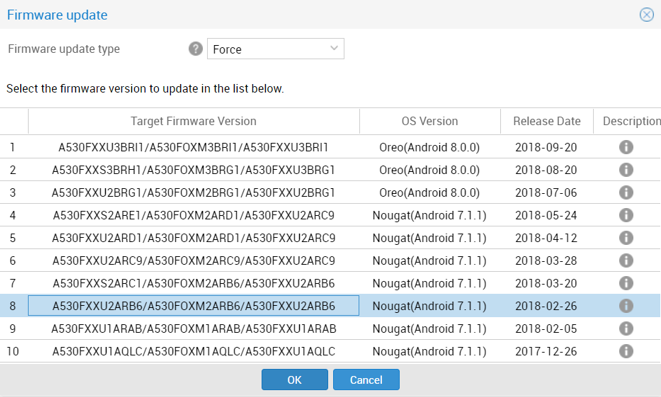 Firmware update
Firmware update type ? Force
Select the firmware version to update in the list below.
Target Firmware Version OS Version Release Date Description
1 A530FXXU3BRI1/A530FOXM3BRI1/A530FXXU3BRI1 Oreo(Android 8.0.0) 2018-09-20
2 A530FXXS3BRH1/A530FOXM3BRG1/A530FXXU3BRG1 Oreo(Android 8.0.0) 2018-08-20
3 A530FXXU2BRG1/A530FOXM2BRG1/A530FXXU2BRG1 Oreo(Android 8.0.0) 2018-07-06
4 A530FXXS2ARE1/A530FOXM2ARD1/A530FXXU2ARC9 Nougat(Android 7.1.1) 2018-05-24
5 A530FXXU2ARD1/A530FOXM2ARD1/A530FXXU2ARC9 Nougat(Android 7.1.1) 2018-04-12
6 A530FXXU2ARC9/A530FOXM2ARC9/A530FXXU2ARC9 Nougat(Android 7.1.1) 2018-03-28
7 A530FXXS2ARC1/A530FOXM2ARB6/A530FXXU2ARB6 Nougat(Android 7.1.1) 2018-03-20
8 A530FXXU2ARB6/A530FOXM2ARB6/A530FXXU2ARB6 Nougat(Android 7.1.1) 2018-02-26
9 A530FXXU1ARAB/A530FOXM1ARAB/A530FXXU1ARAB Nougat(Android 7.1.1) 2018-02-05
10 A530FXXU1AQLC/A530FOXM1AQLC/A530FXXU1AQLC Nougat(Android 7.1.1) 2017-12-26
OK Cancel